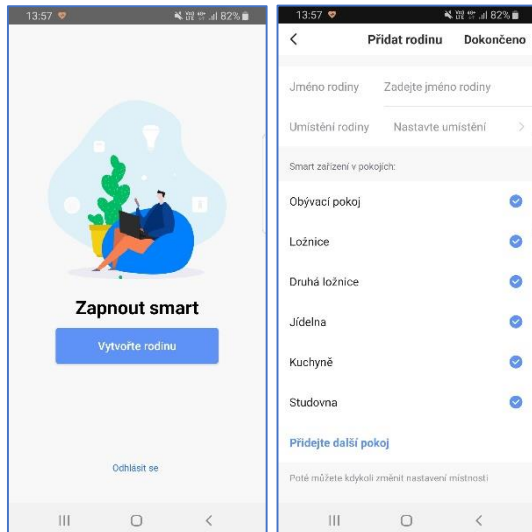 13:57
82%
Zapnout smart
Vytvořte rodinu
Odhlásit se
13:57
82%
Přidat rodinu Dokončeno
Jméno rodiny Zadejte jméno rodiny
Umístění rodiny Nastavte umístění
Smart zařízení v pokojích:
Obývací pokoj
Ložnice
Druhá ložnice
Jídelna
Kuchyně
Studovna
Přidejte další pokoj
Poté můžete kdykoli změnit nastavení místnosti